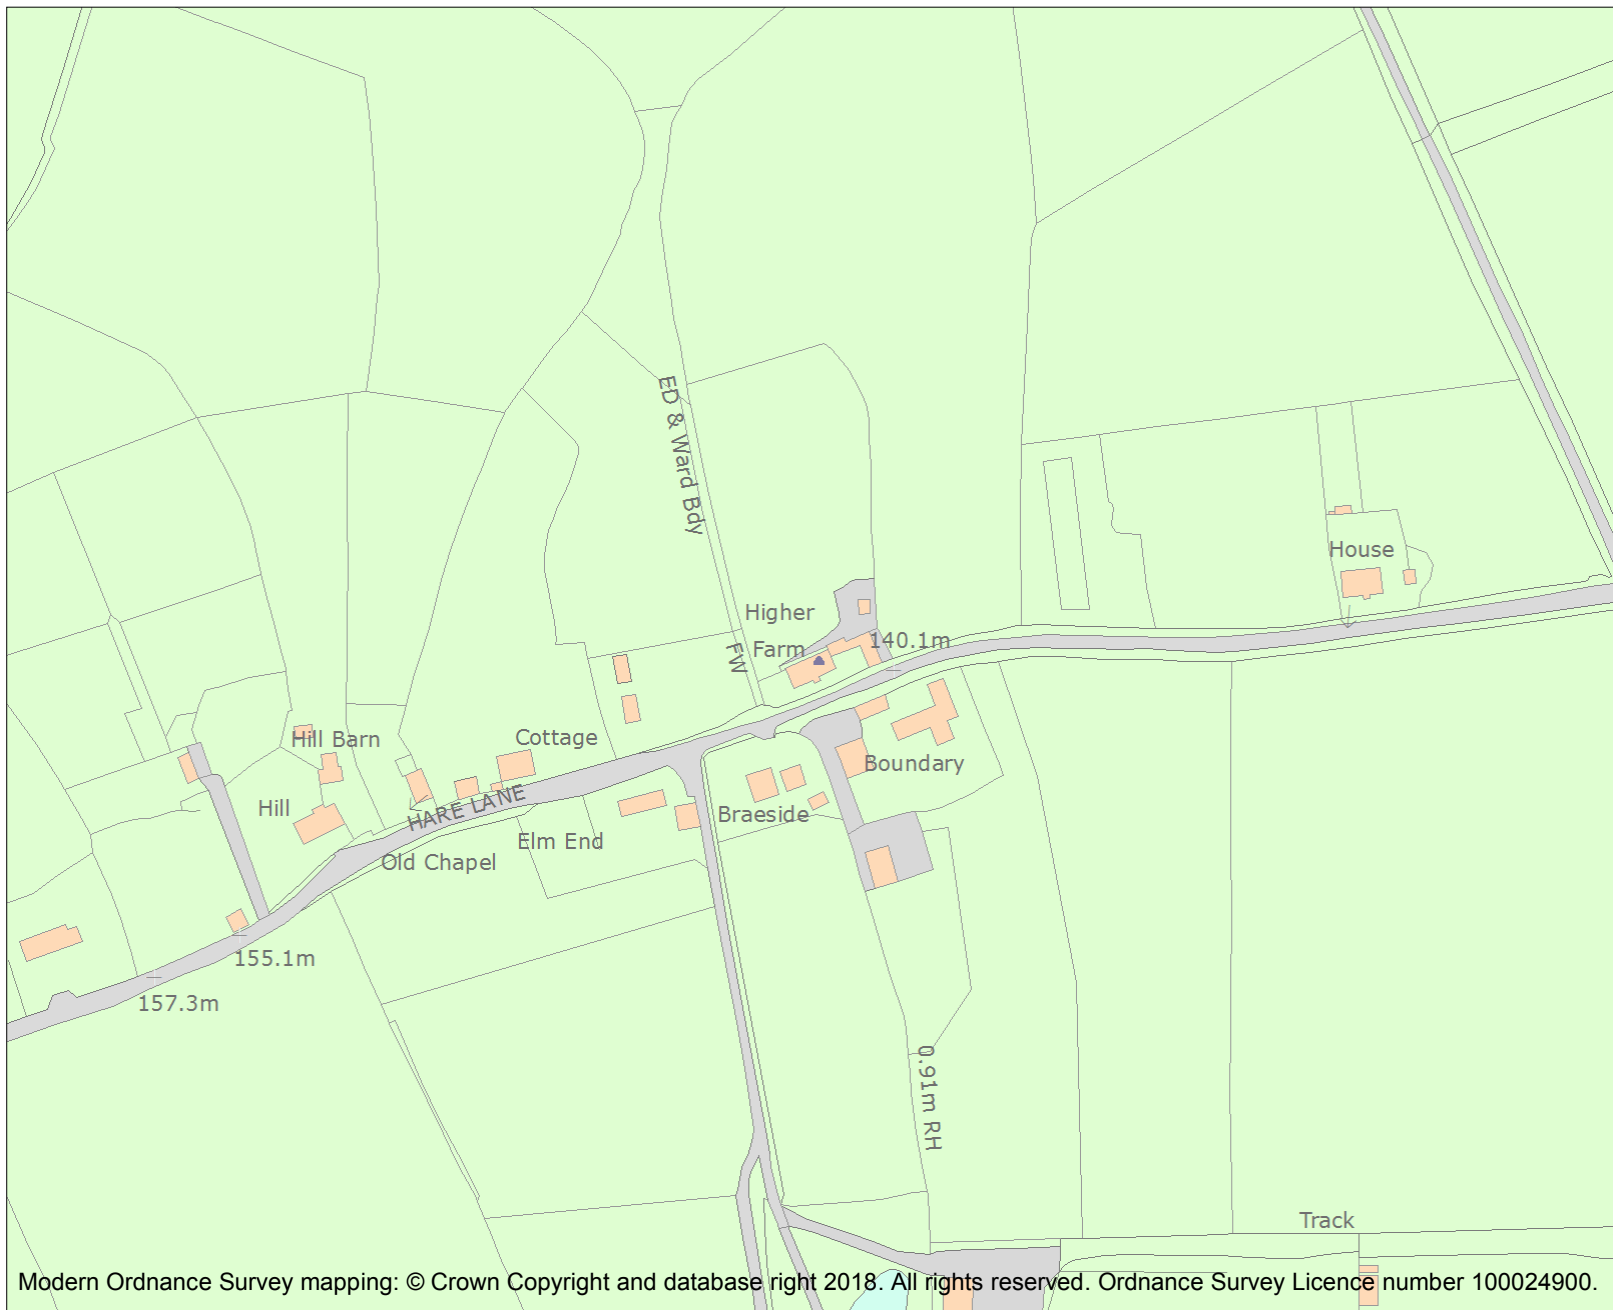 ED & Ward Bdy
House
Higher
Farm
140.1m
FW
Cottage
Hill Barn
Boundary
Hill
HARE LANE
Braeside
Elm End
Old Chapel
155.1m
157.3m
0.91m RH
Track
Modern Ordnance Survey mapping: © Crown Copyright and database right 2018. All rights reserved. Ordnance Survey Licence number 100024900.